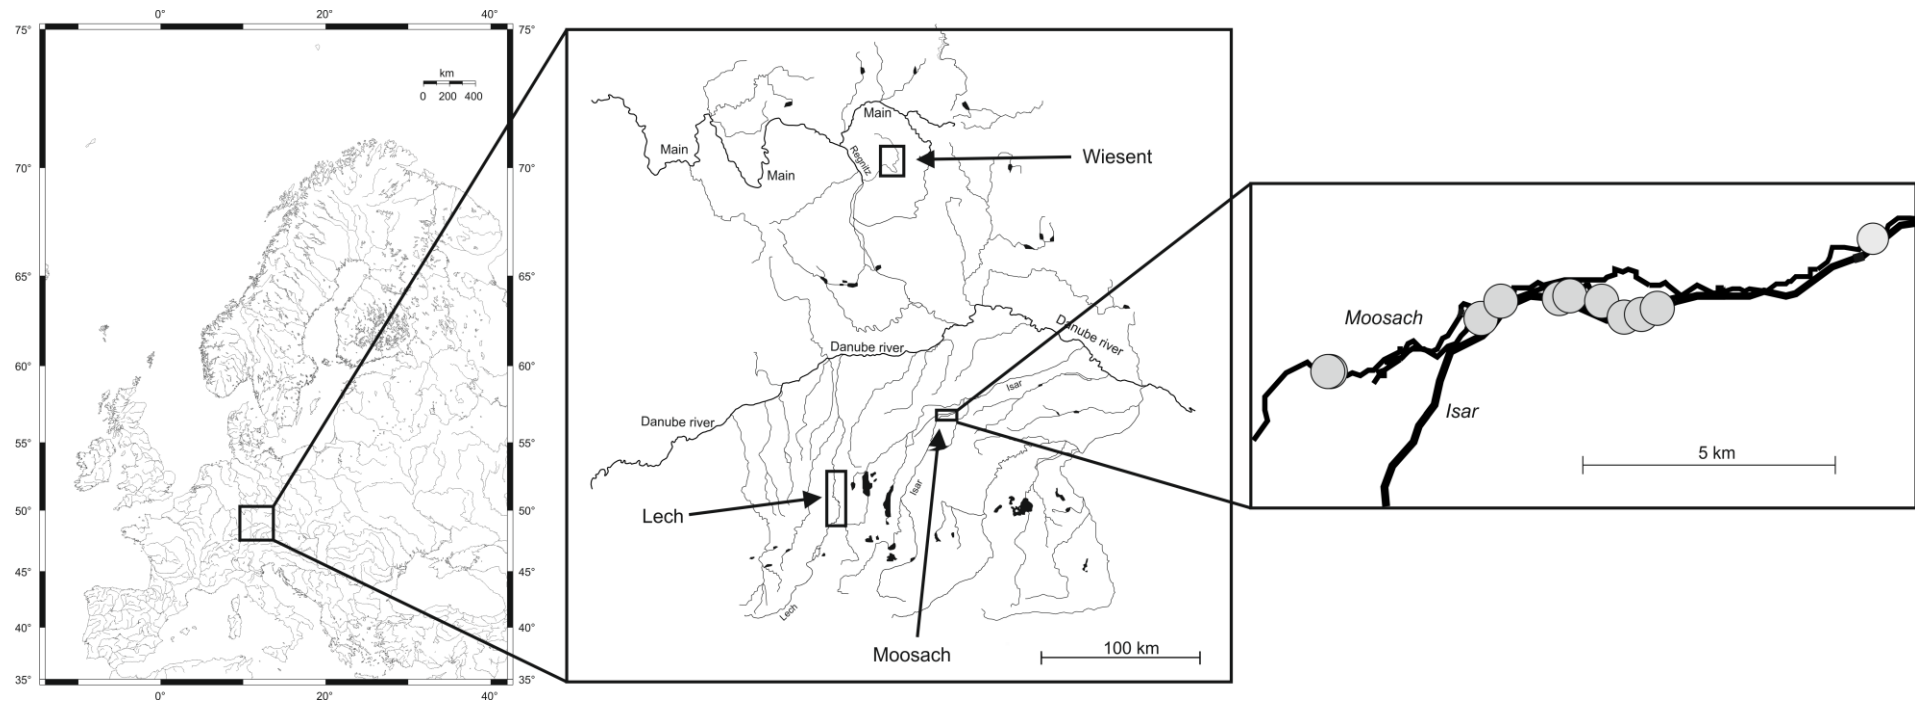 0° 20° 40°
75° 75°
km
0 200 400
70° 70°
65° 65°
60° 60°
55° 55°
50° 50°
45° 45°
40° 40°
35° 35°
0° 20° 40°
Main
Main
Main
Regnitz
Wiesent
Danube river
Danube river
Danube river
Isar
Isar
Lech
Lech
Moosach
100 km
Moosach
Isar
5 km